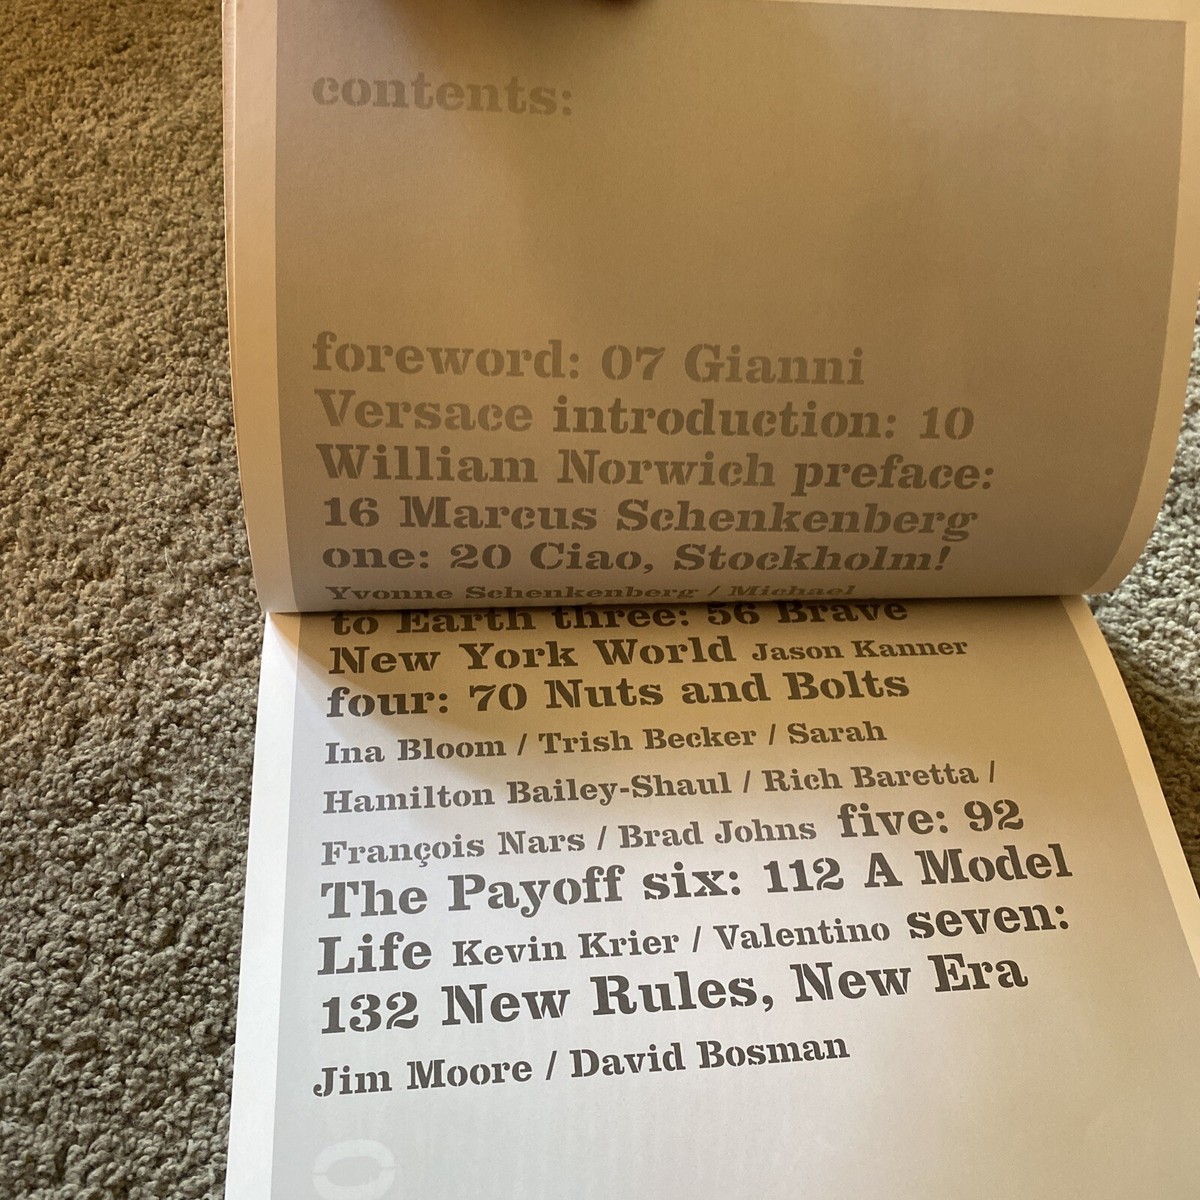 contents:
foreword: 07 Gianni
Versace introduction: 10
William Norwich preface:
16 Marcus Schenkenberg
one: 20 Ciao, Stockholm!
Yvonne Schenkenberg / Michael
to Earth three: 56 Brave
New York World Jason Kanner
four: 70 Nuts and Bolts
Ina Bloom / Trish Becker / Sarah
Hamilton Bailey-Shaul / Rich Baretta /
François Nars / Brad Johns five: 92
The Payoff six: 112 A Model
Life Kevin Krier / Valentino seven:
132 New Rules, New Era
Jim Moore / David Bosman